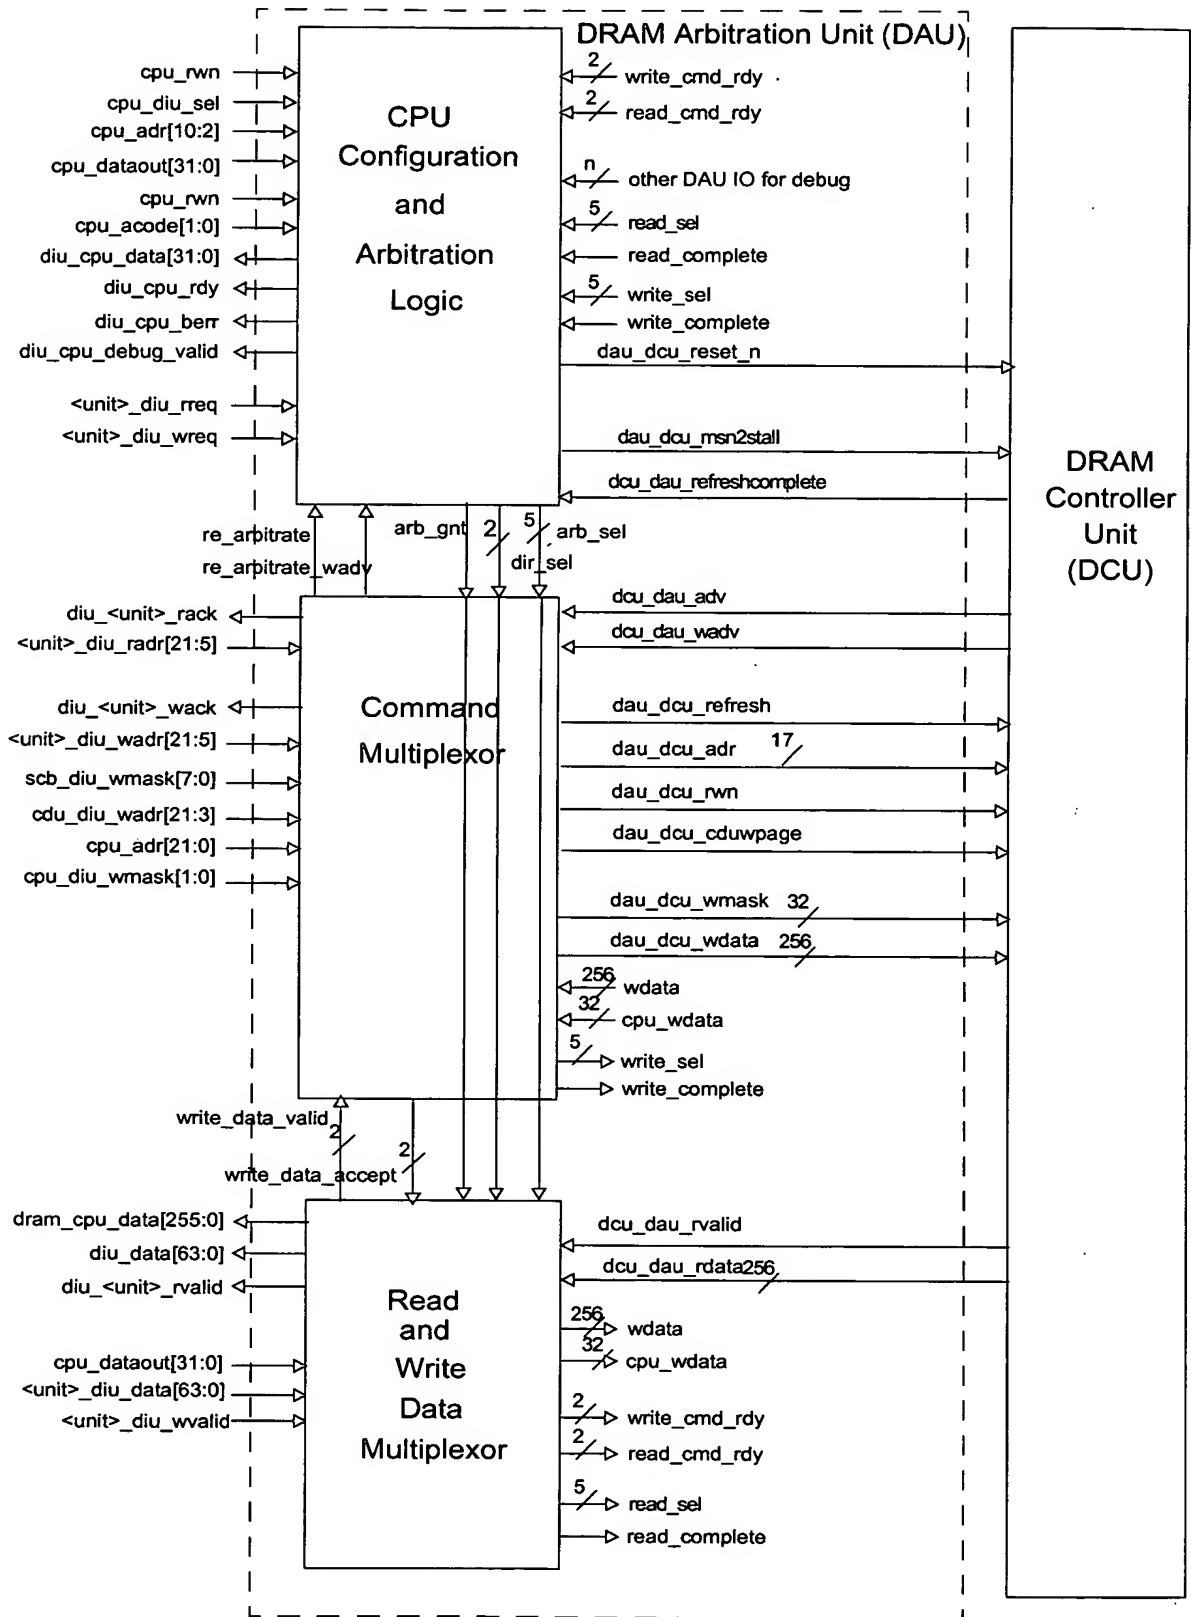 DRAM Arbitration Unit (DAU)
cpu_rwn
cpu_diu_sel
cpu_adr[10:2]
cpu_dataout[31:0]
cpu_rwn
cpu_acode[1:0]
diu_cpu_data[31:0]
diu_cpu_rdy
diu_cpu_berr
diu_cpu_debug_valid
<unit>_diu_rreq
<unit>_diu_wreq
CPU
Configuration
and
Arbitration
Logic
2
write_cmd_rdy
2
read_cmd_rdy
n
other DAU IO for debug
5
read_sel
read_complete
5
write_sel
write_complete
dau_dcu_reset_n
dau_dcu_msn2stall
dcu_dau_refreshcomplete
DRAM
Controller
Unit
(DCU)
re_arbitrate
re_arbitrate_wadv
arb_gnt
2
dir_sel
5
arb_sel
diu_<unit>_rack
<unit>_diu_radr[21:5]
diu_<unit>_wack
<unit>_diu_wadr[21:5]
scb_diu_wmask[7:0]
cdu_diu_wadr[21:3]
cpu_adr[21:0]
cpu_diu_wmask[1:0]
Command
Multiplexor
dcu_dau_adv
dcu_dau_wadv
dau_dcu_refresh
dau_dcu_adr 17
dau_dcu_rwn
dau_dcu_cduwpage
dau_dcu_wmask 32
dau_dcu_wdata 256
256
wdata
32
cpu_wdata
5
write_sel
write_complete
write_data_valid
2
write_data_accept
2
dram_cpu_data[255:0]
diu_data[63:0]
diu_<unit>_rvalid
cpu_dataout[31:0]
<unit>_diu_data[63:0]
<unit>_diu_wvalid
Read
and
Write
Data
Multiplexor
dcu_dau_rvalid
dcu_dau_rdata256
256
wdata
32
cpu_wdata
2
write_cmd_rdy
2
read_cmd_rdy
5
read_sel
read_complete